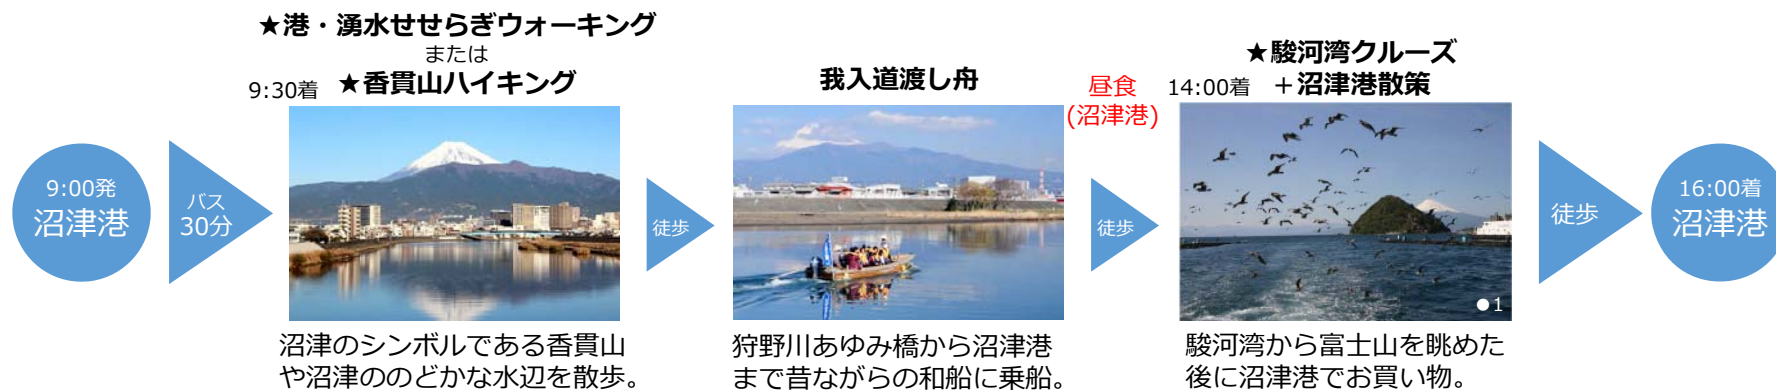 ★港・湧水せせらぎウォーキング
または
9:30着 ★香貫山ハイキング
我入道渡し舟
昼食
(沼津港)
★駿河湾クルーズ
14:00着 ＋沼津港散策
9:00発
沼津港
バス
30分
徒歩
徒歩
●1
徒歩
16:00着
沼津港
沼津のシンボルである香貫山
や沼津ののどかな水辺を散歩。
狩野川あゆみ橋から沼津港
まで昔ながらの和船に乗船。
駿河湾から富士山を眺めた
後に沼津港でお買い物。